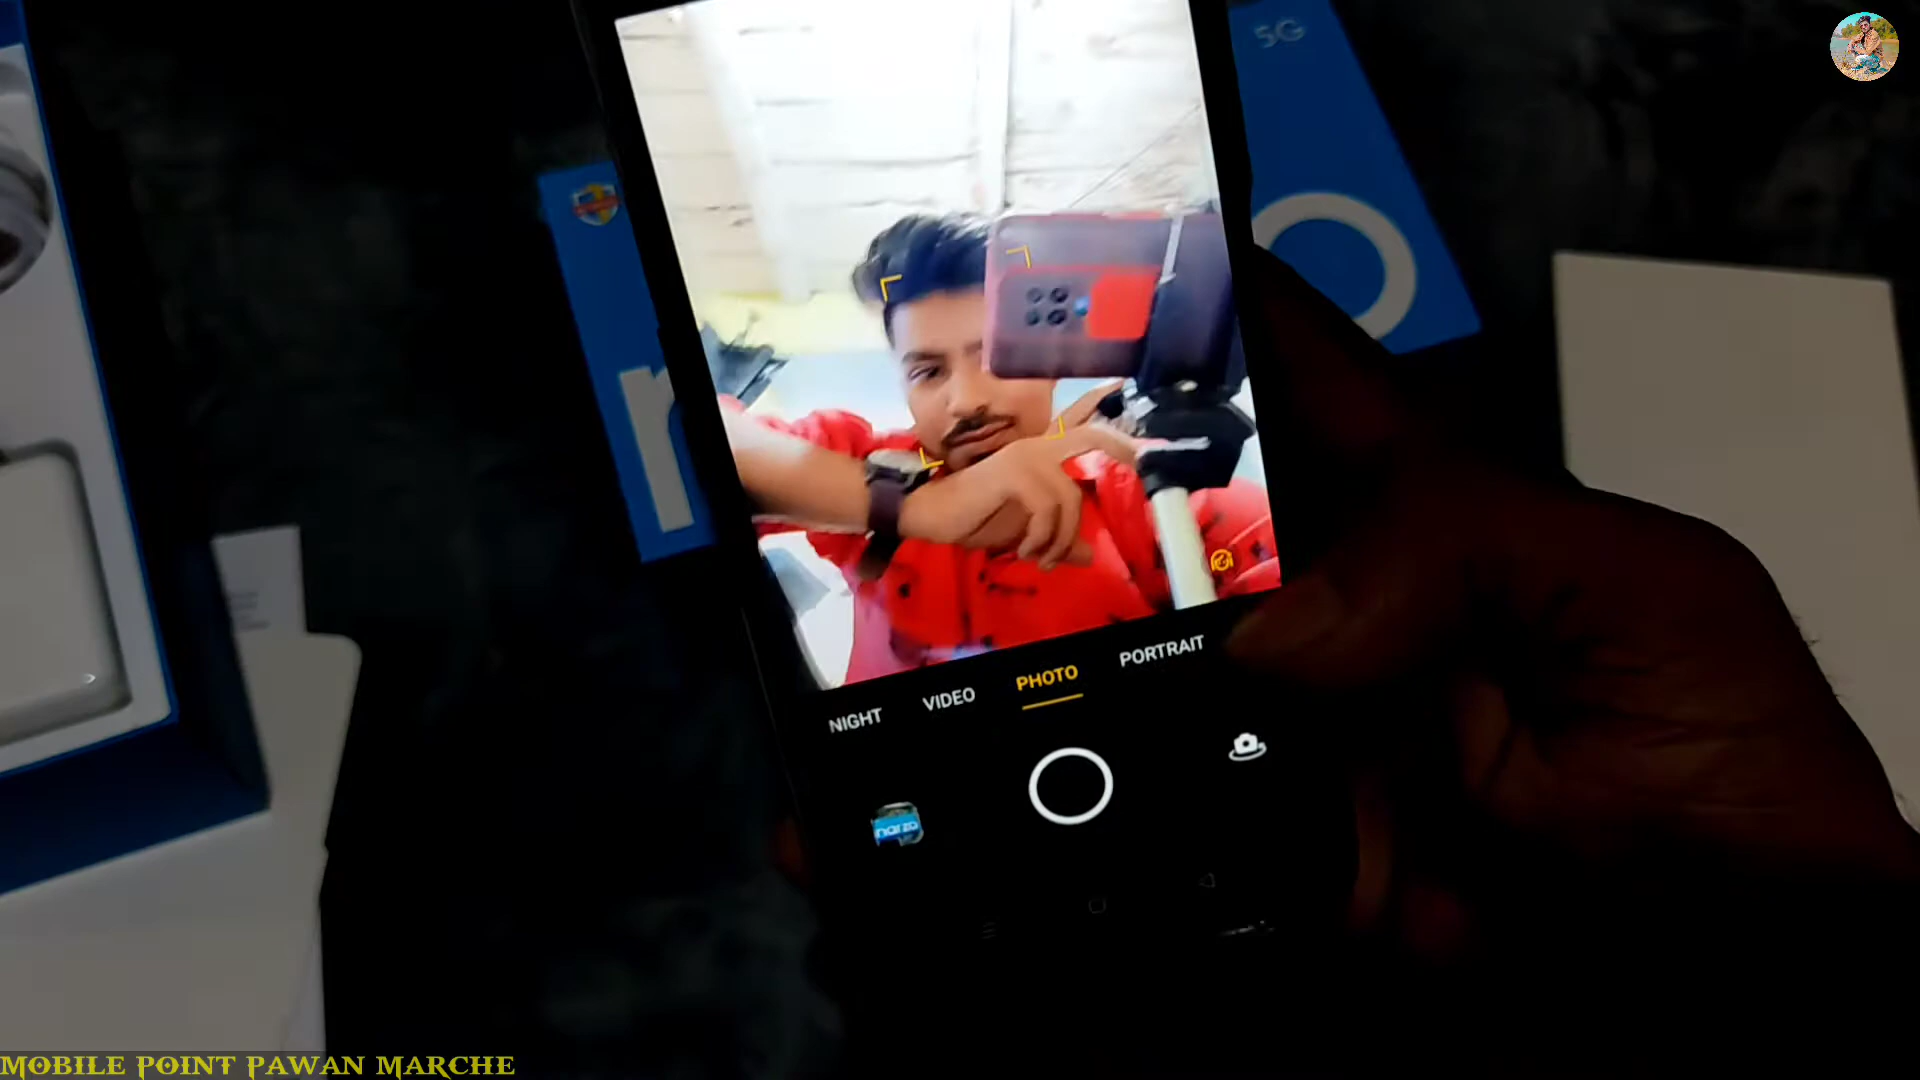 5G
n
NIGHT VIDEO PHOTO PORTRAIT
narzo
MOBILE POINT PAWAN MARCHE